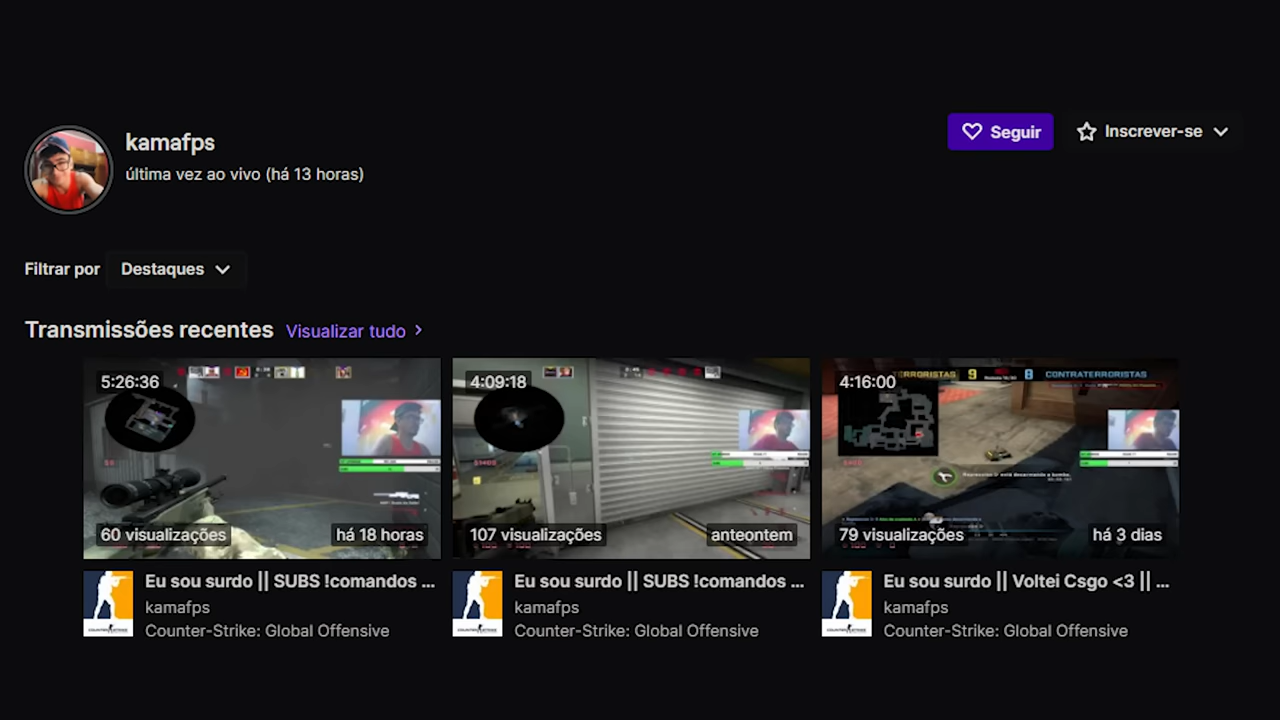 kamafps
última vez ao vivo (há 13 horas)
Seguir
Inscrever-se
Filtrar por
Destaques
Transmissões recentes
Visualizar tudo
5:26:36
60 visualizações
há 18 horas
4:09:18
$1400
107 visualizações
anteontem
4:16:00
TERRORISTAS 9
8 CONTRATERRORISTAS
79 visualizações
há 3 dias
Eu sou surdo || SUBS !comandos ...
kamafps
Counter-Strike: Global Offensive
Eu sou surdo || SUBS !comandos ...
kamafps
Counter-Strike: Global Offensive
Eu sou surdo || Voltei Csgo <3 || ...
kamafps
Counter-Strike: Global Offensive